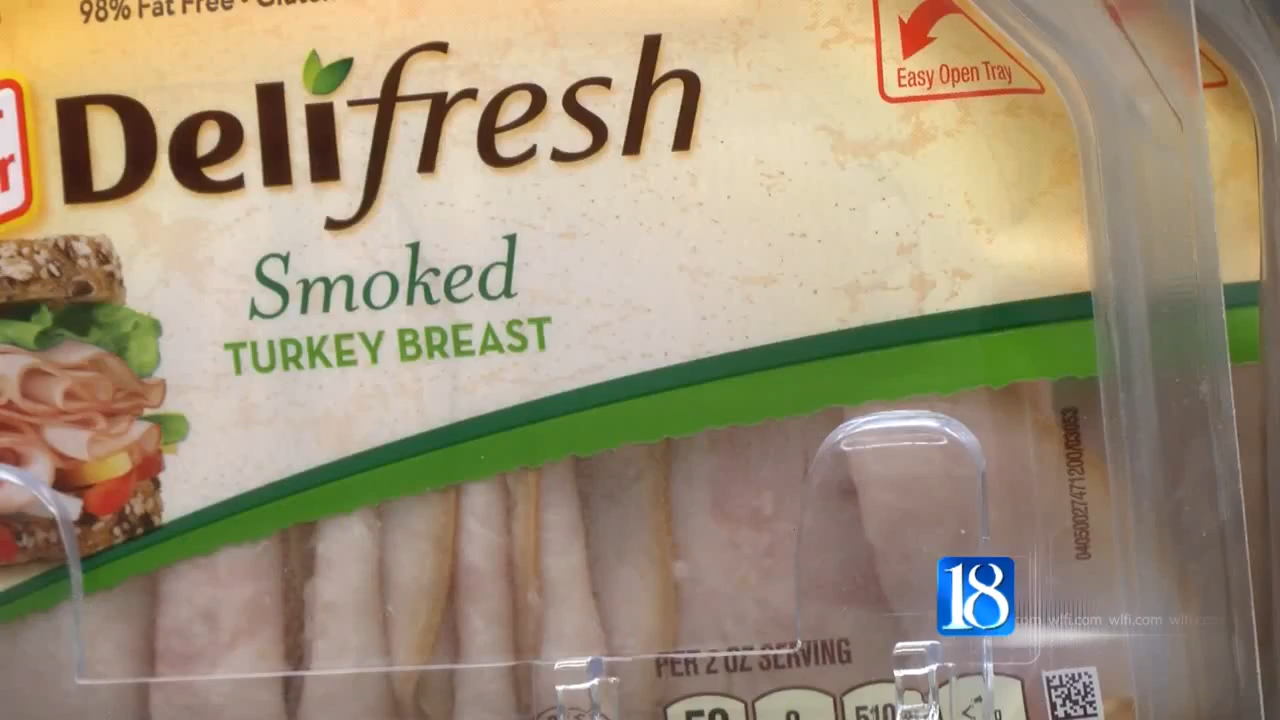 98% Fat Free •
Easy Open Tray
Delifresh
Smoked
TURKEY BREAST
PER 2 OZ SERVING
510
18
wlfi.com wlfi.com